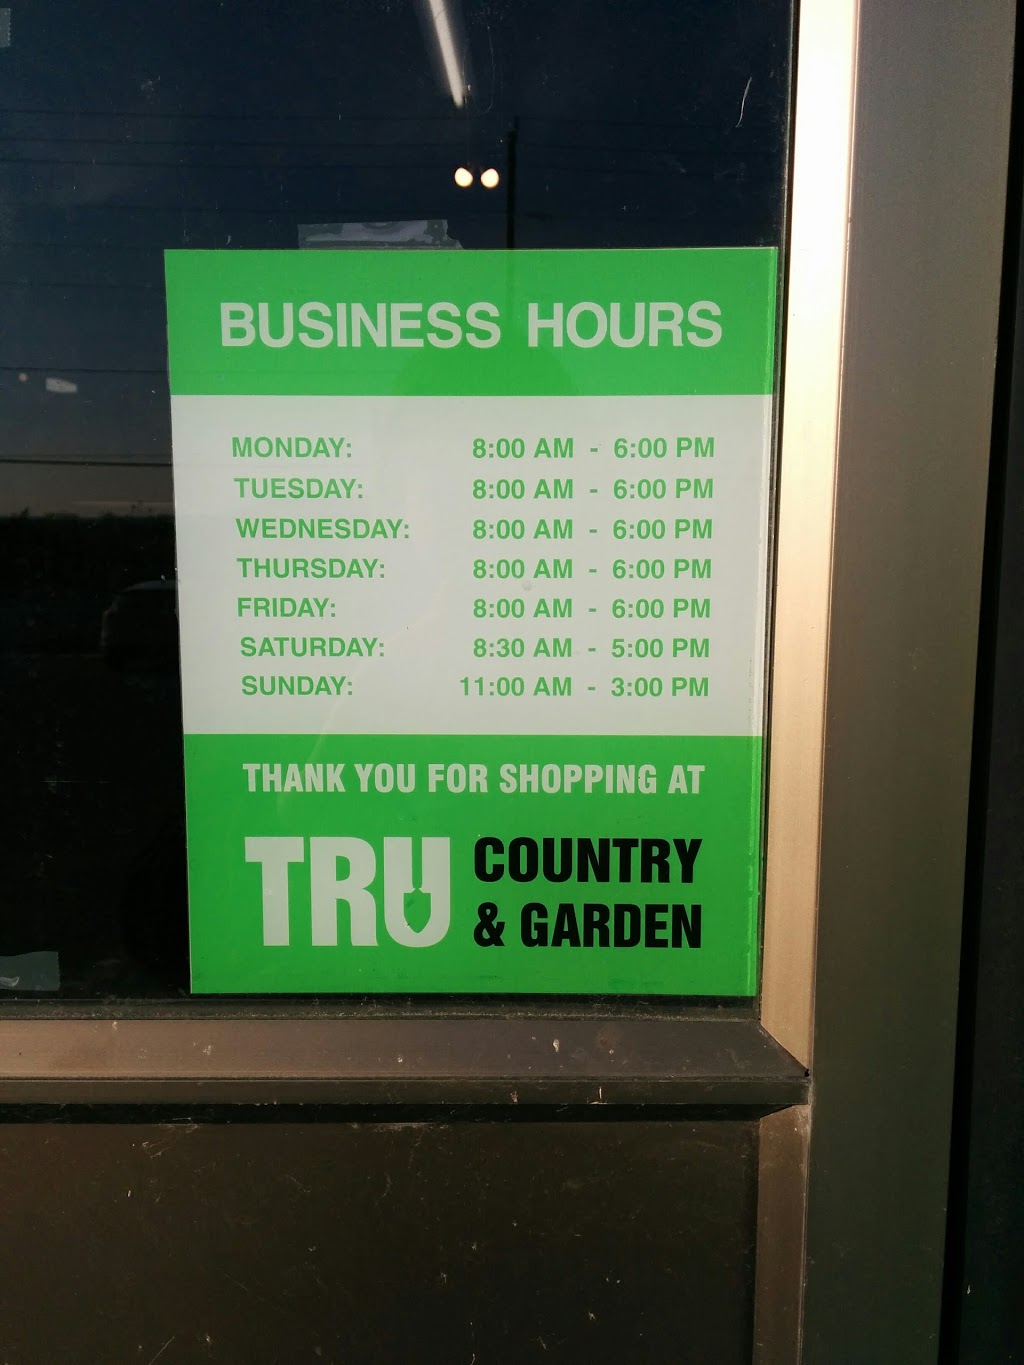 BUSINESS HOURS
MONDAY: 8:00 AM - 6:00 PM
TUESDAY: 8:00 AM - 6:00 PM
WEDNESDAY: 8:00 AM - 6:00 PM
THURSDAY: 8:00 AM - 6:00 PM
FRIDAY: 8:00 AM - 6:00 PM
SATURDAY: 8:30 AM - 5:00 PM
SUNDAY: 11:00 AM - 3:00 PM
THANK YOU FOR SHOPPING AT
TRU COUNTRY
& GARDEN